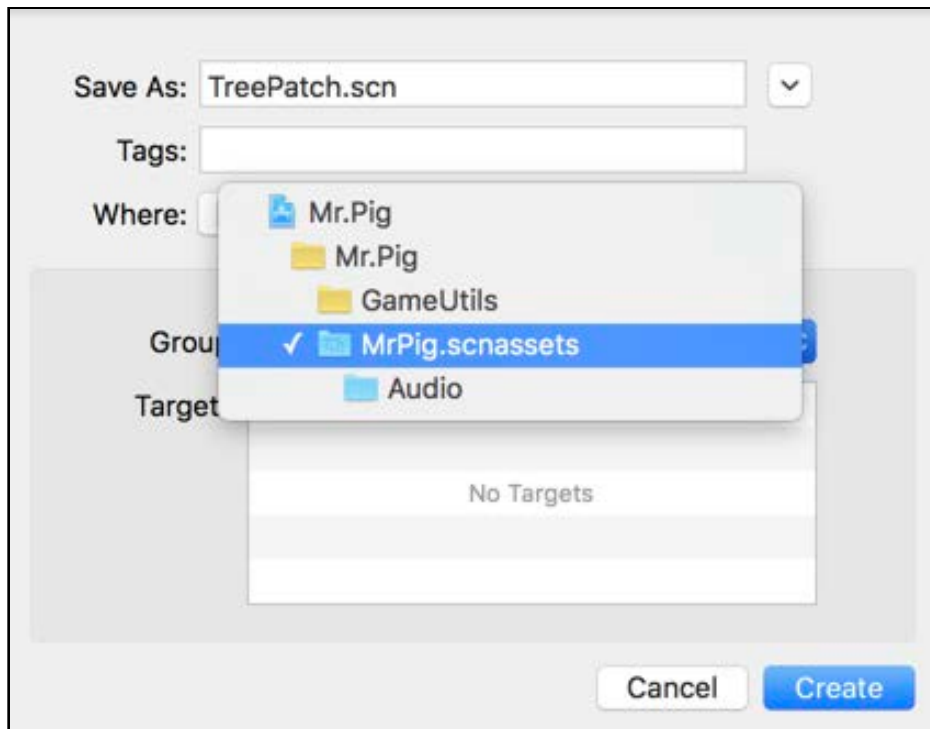 Save As: TreePatch.scn
Tags:
Where:
Mr.Pig
Mr.Pig
GameUtils
Grou ✓ MrPig.scnassets
Audio
Target
No Targets
Cancel Create